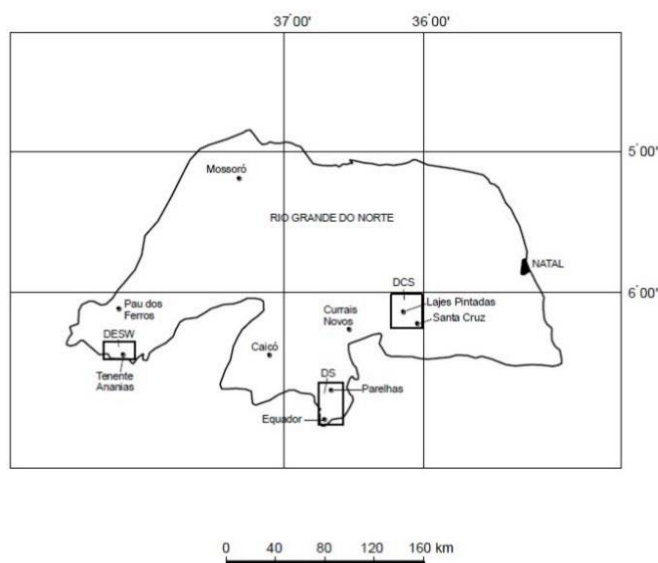 37°00'
36°00'
5°00'
Mossoró
RIO GRANDE DO NORTE
NATAL
6°00'
DCS
Lajes Pintadas
Santa Cruz
Pau dos
Ferros
Currais
Novos
DESW
Caicó
Tenente
Ananias
DS
Parelhas
Equador
0 40 80 120 160 km